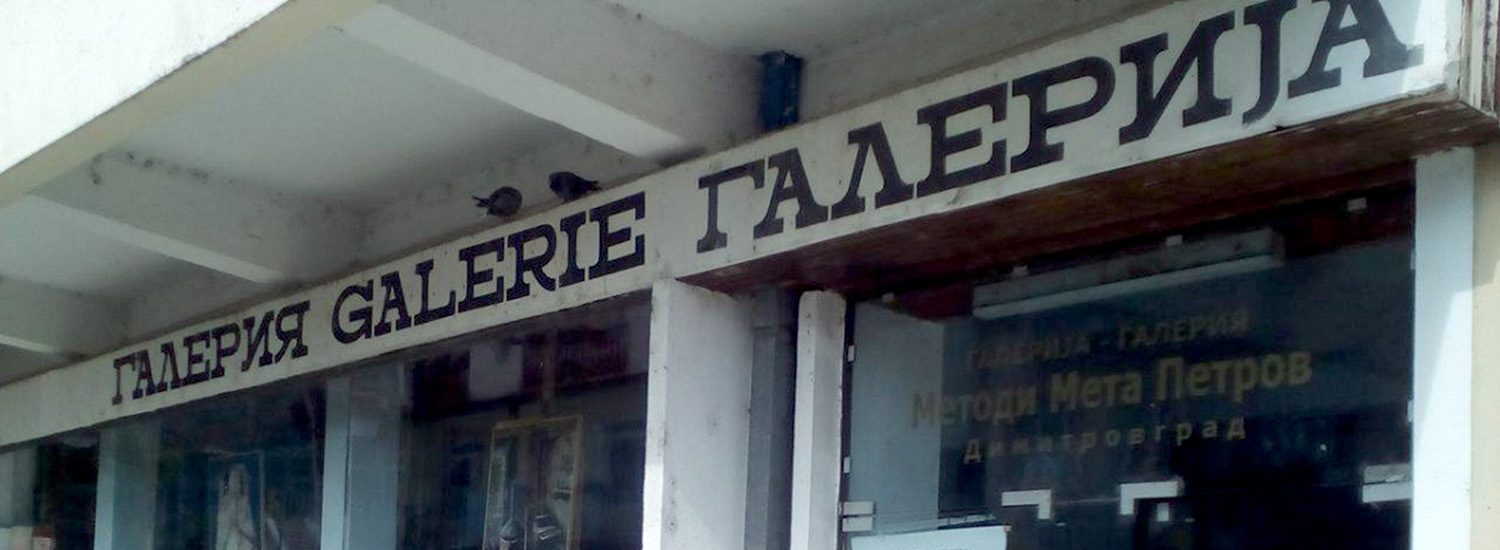 ГАЛЕРИЯ GALERIE ГАЛЕРИЈА
ГАЛЕРИЈА - ГАЛЕРИЯ
Методи Мета Петров
Димитровград